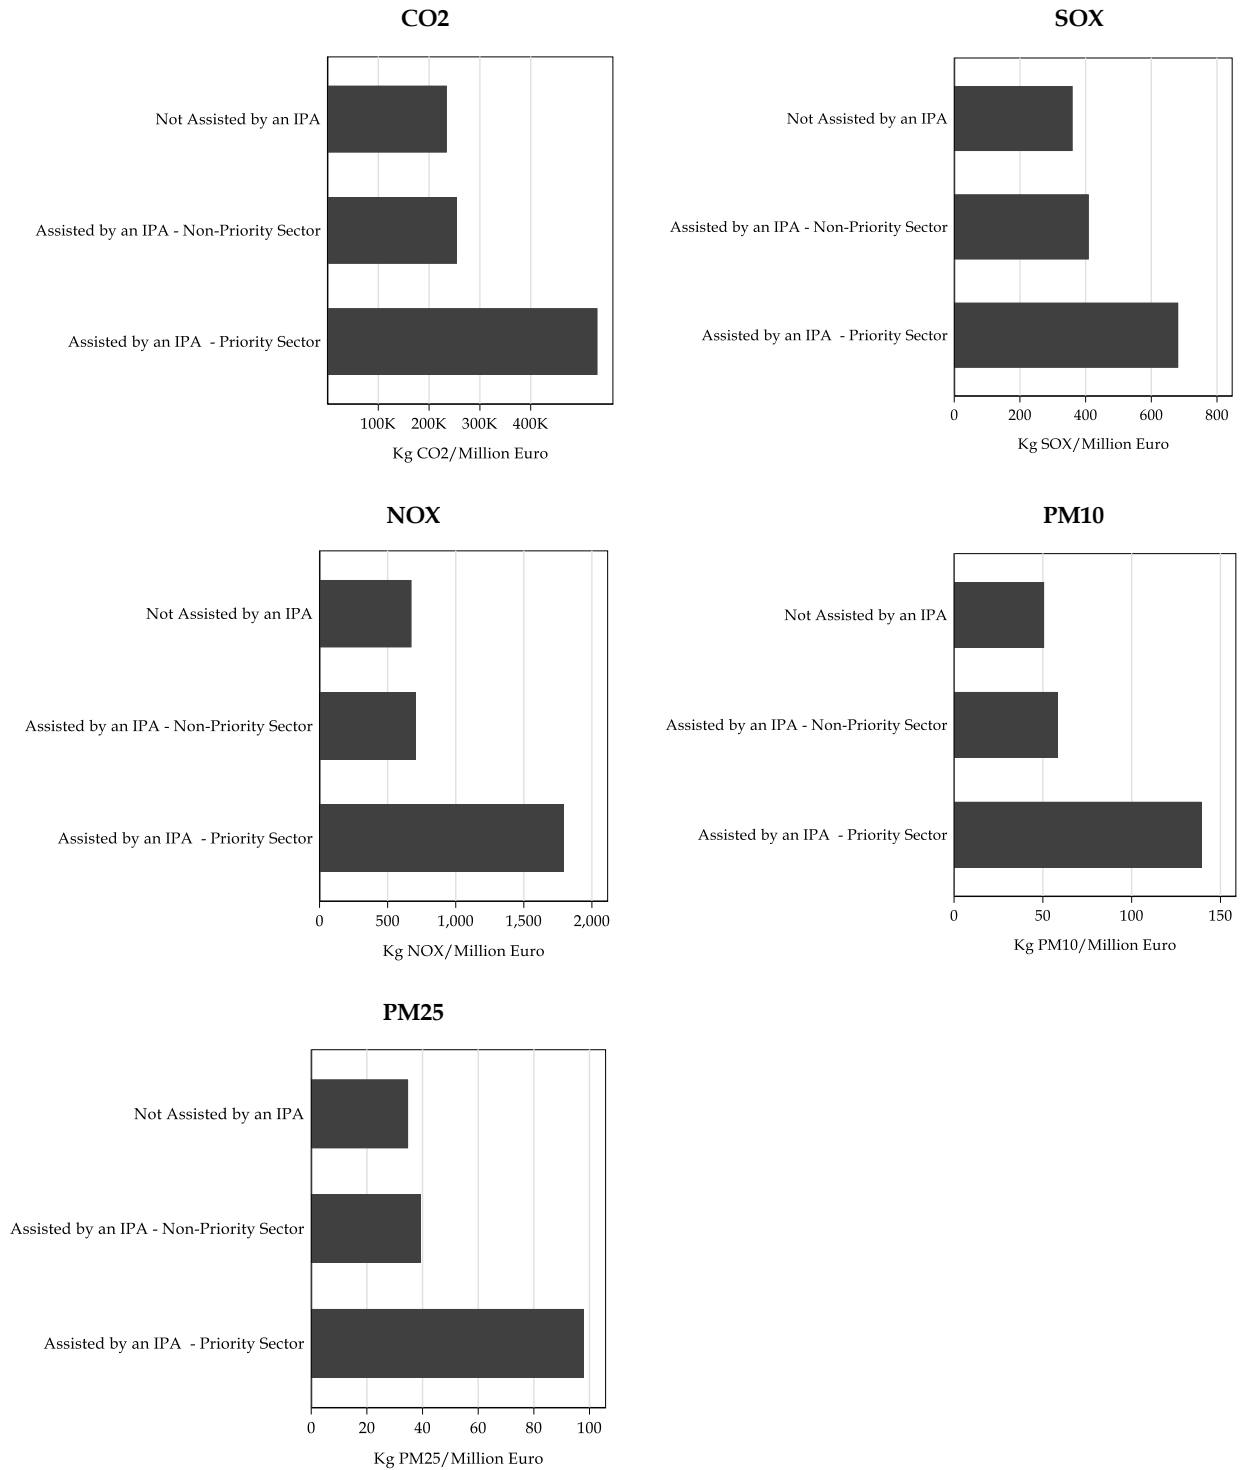 CO2
Not Assisted by an IPA
Assisted by an IPA - Non-Priority Sector
Assisted by an IPA - Priority Sector
100K 200K 300K 400K
Kg CO2/Million Euro
SOX
Not Assisted by an IPA
Assisted by an IPA - Non-Priority Sector
Assisted by an IPA - Priority Sector
0 200 400 600 800
Kg SOX/Million Euro
NOX
Not Assisted by an IPA
Assisted by an IPA - Non-Priority Sector
Assisted by an IPA - Priority Sector
0 500 1,000 1,500 2,000
Kg NOX/Million Euro
PM10
Not Assisted by an IPA
Assisted by an IPA - Non-Priority Sector
Assisted by an IPA - Priority Sector
0 50 100 150
Kg PM10/Million Euro
PM25
Not Assisted by an IPA
Assisted by an IPA - Non-Priority Sector
Assisted by an IPA - Priority Sector
0 20 40 60 80 100
Kg PM25/Million Euro